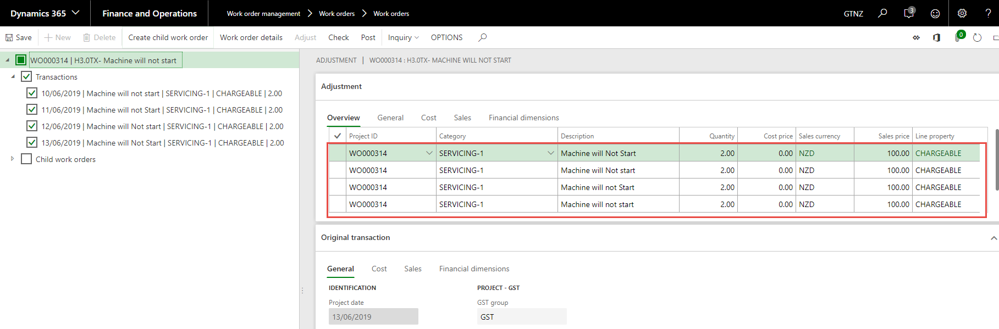 Dynamics 365 Finance and Operations Work order management Work orders Work orders GTNZ 3 ?
Save New Delete Create child work order Work order details Adjust Check Post Inquiry OPTIONS 0
WO000314 | H3.0TX- Machine will not start
Transactions
10/06/2019 | Machine will not start | SERVICING-1 | CHARGEABLE | 2.00
11/06/2019 | Machine will not Start | SERVICING-1 | CHARGEABLE | 2.00
12/06/2019 | Machine will Not start | SERVICING-1 | CHARGEABLE | 2.00
13/06/2019 | Machine will Not Start | SERVICING-1 | CHARGEABLE | 2.00
Child work orders
ADJUSTMENT | WO000314 : H3.0TX- MACHINE WILL NOT START
Adjustment
Overview General Cost Sales Financial dimensions
Project ID Category Description Quantity Cost price Sales currency Sales price Line property
WO000314 SERVICING-1 Machine will Not Start 2.00 0.00 NZD 100.00 CHARGEABLE
WO000314 SERVICING-1 Machine will Not start 2.00 0.00 NZD 100.00 CHARGEABLE
WO000314 SERVICING-1 Machine will not Start 2.00 0.00 NZD 100.00 CHARGEABLE
WO000314 SERVICING-1 Machine will not start 2.00 0.00 NZD 100.00 CHARGEABLE
Original transaction
General Cost Sales Financial dimensions
IDENTIFICATION PROJECT - GST
Project date GST group
13/06/2019 GST